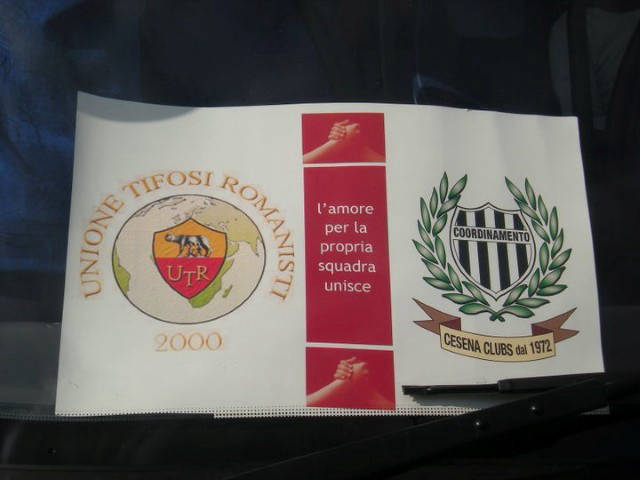 UNIONE TIFOSI ROMANISTI
UTR
2000
l'amore
per la
propria
squadra
unisce
COORDINAMENTO
CESENA CLUBS dal 1972